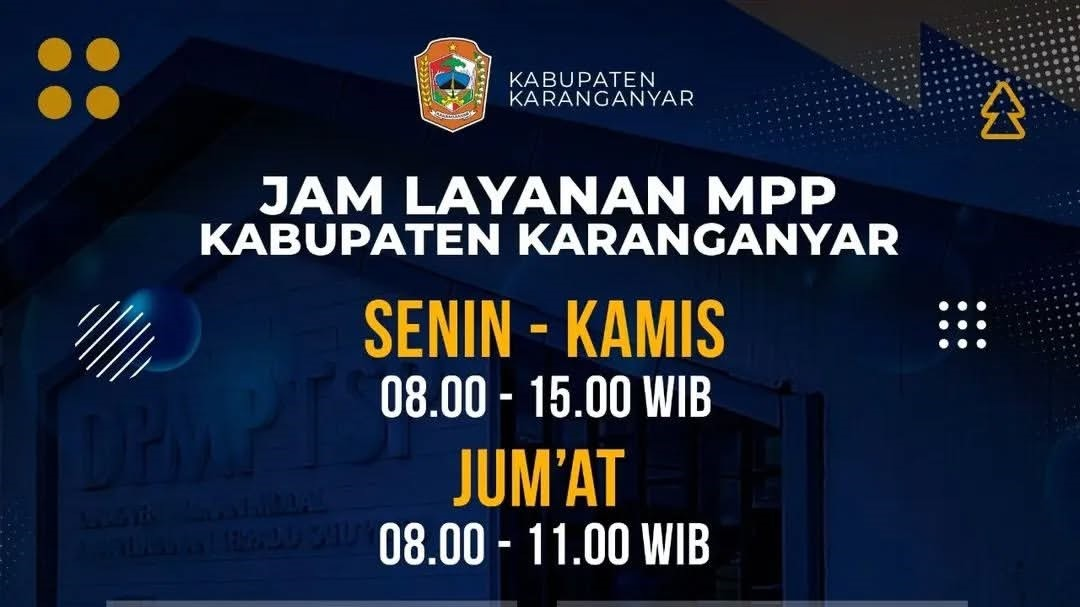 KABUPATEN
KARANGANYAR
JAM LAYANAN MPP
KABUPATEN KARANGANYAR
SENIN - KAMIS
08.00 - 15.00 WIB
JUM'AT
08.00 - 11.00 WIB
DPMPTSP